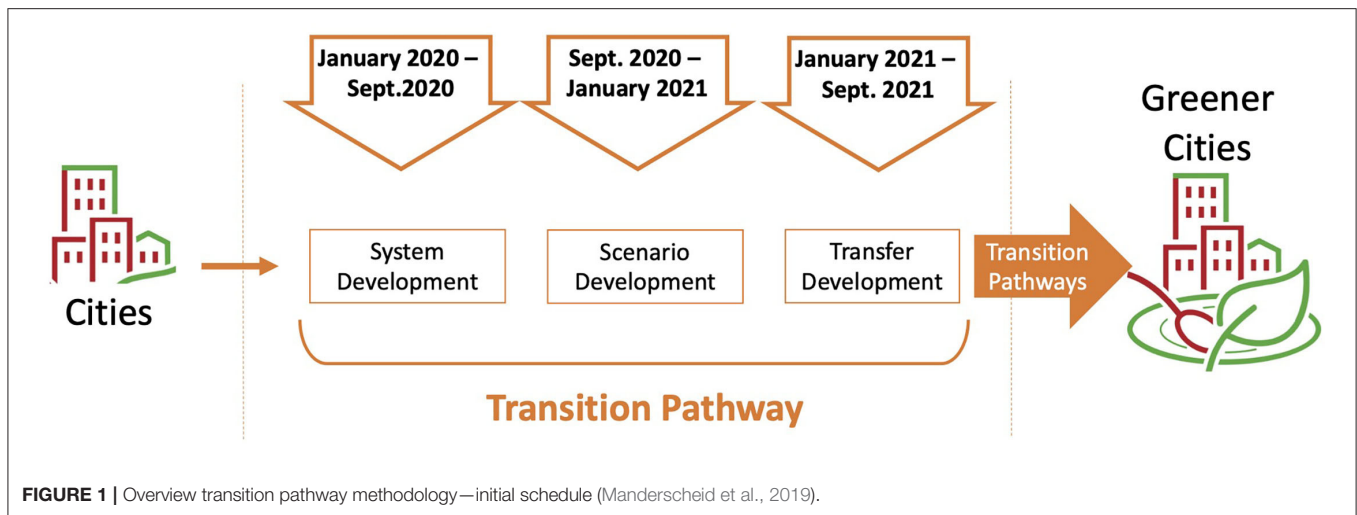 January 2020 –
Sept.2020
Sept. 2020 –
January 2021
January 2021 –
Sept. 2021
Greener
Cities
Cities
System
Development
Scenario
Development
Transfer
Development
Transition
Pathways
Transition Pathway
FIGURE 1 | Overview transition pathway methodology—initial schedule (Manderscheid et al., 2019).